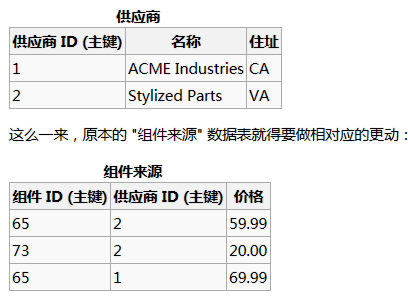 供应商
供应商 ID (主键) 名称 住址
1 ACME Industries CA
2 Stylized Parts VA
这么一来，原本的 "组件来源" 数据表就得要做相对应的更动：
组件来源
组件 ID (主键) 供应商 ID (主键) 价格
65 2 59.99
73 2 20.00
65 1 69.99